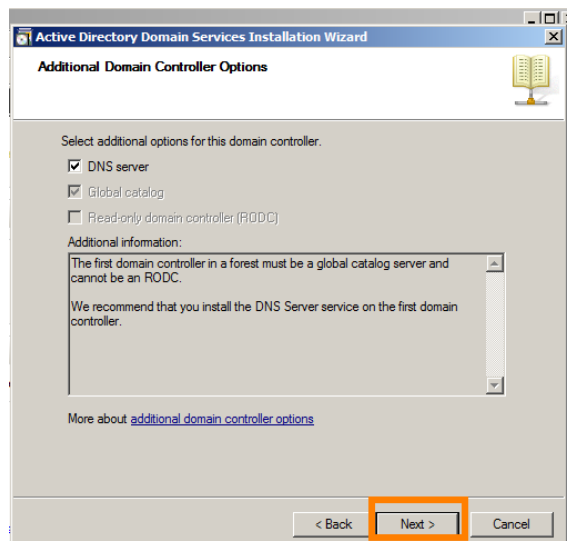 Active Directory Domain Services Installation Wizard
Additional Domain Controller Options
Select additional options for this domain controller.
DNS server
Global catalog
Read-only domain controller (RODC)
Additional information:
The first domain controller in a forest must be a global catalog server and
cannot be an RODC.
We recommend that you install the DNS Server service on the first domain
controller.
More about additional domain controller options
< Back Next > Cancel